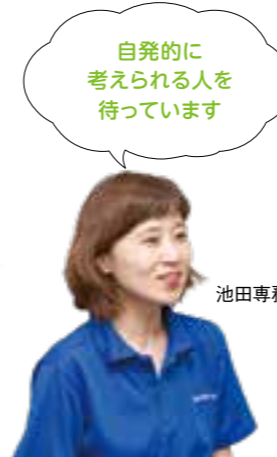 自発的に
考えられる人を
待っています
池田専務